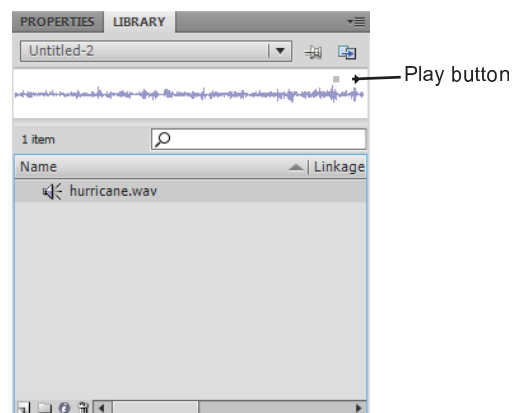 PROPERTIES LIBRARY
Untitled-2
Play button
1 item
Name Linkage
hurricane.wav